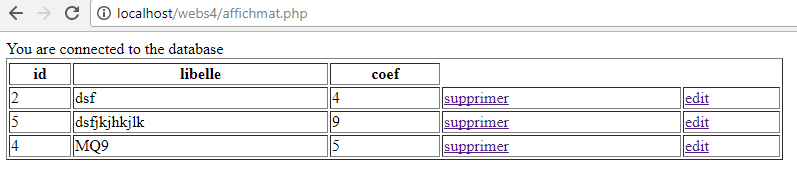 localhost/webs4/affichmat.php
You are connected to the database
id libelle coef
2 dsf 4 supprimer edit
5 dsfjkjhkjlk 9 supprimer edit
4 MQ9 5 supprimer edit